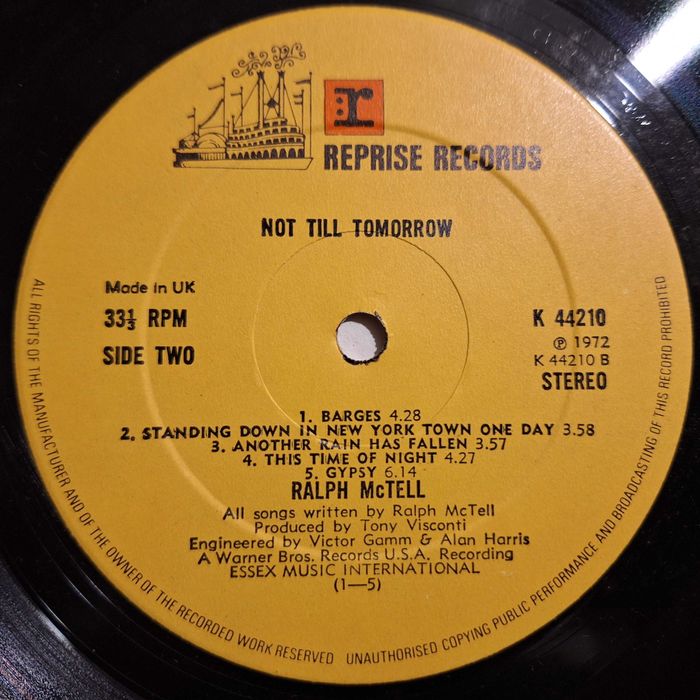 r
REPRISE RECORDS
NOT TILL TOMORROW
Made in UK
33⅓ RPM
SIDE TWO
K 44210
℗ 1972
K 44210 B
STEREO
1. BARGES 4.28
2. STANDING DOWN IN NEW YORK TOWN ONE DAY 3.58
3. ANOTHER RAIN HAS FALLEN 3.57
4. THIS TIME OF NIGHT 4.27
5. GYPSY 6.14
RALPH McTELL
All songs written by Ralph McTell
Produced by Tony Visconti
Engineered by Victor Gamm & Alan Harris
A Warner Bros. Records U.S.A. Recording
ESSEX MUSIC INTERNATIONAL
(1—5)
ALL RIGHTS OF THE MANUFACTURER AND OF THE OWNER OF THE RECORDED WORK RESERVED UNAUTHORISED COPYING PUBLIC PERFORMANCE AND BROADCASTING OF THIS RECORD PROHIBITED